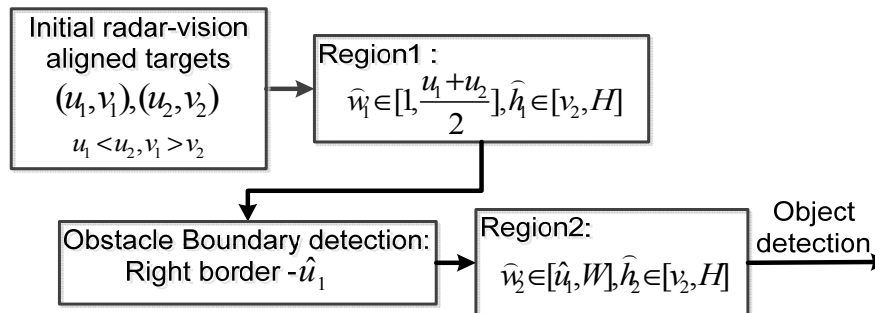 Initial radar-vision
aligned targets
(u₁,v₁),(u₂,v₂)
u₁<u₂,v₁>v₂
Region1 :
ŵ₁∈[1,(u₁+u₂)/2],ĥ₁∈[v₂,H]
Obstacle Boundary detection:
Right border -û₁
Region2:
ŵ₂∈[û₁,W],ĥ₂∈[v₂,H]
Object
detection